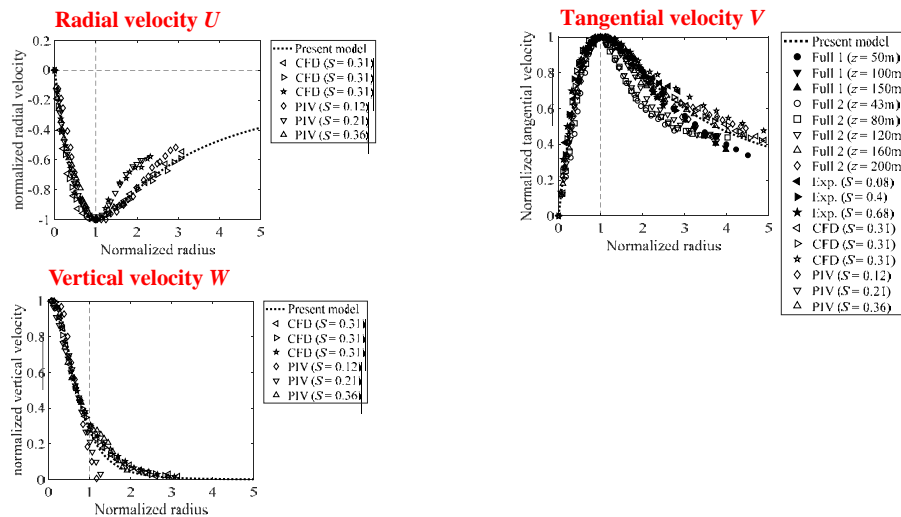 Radial velocity U
0.2
0
-0.2
-0.4
-0.6
-0.8
-1
normalized radial velocity
0 1 2 3 4 5
Normalized radius
Present model
CFD (S = 0.31)
CFD (S = 0.31)
CFD (S = 0.31)
PIV (S = 0.12)
PIV (S = 0.21)
PIV (S = 0.36)
Tangential velocity V
1
0.8
0.6
0.4
0.2
0
Normalized tangential velocity
0 1 2 3 4 5
Normalized radius
Present model
Full 1 (z = 50m)
Full 1 (z = 100m
Full 1 (z = 150m
Full 2 (z = 43m)
Full 2 (z = 80m)
Full 2 (z = 120m
Full 2 (z = 160m
Full 2 (z = 200m
Exp. (S = 0.08)
Exp. (S = 0.4)
Exp. (S = 0.68)
CFD (S = 0.31)
CFD (S = 0.31)
CFD (S = 0.31)
PIV (S = 0.12)
PIV (S = 0.21)
PIV (S = 0.36)
Vertical velocity W
1
0.8
0.6
0.4
0.2
0
normalized vertical velocity
0 1 2 3 4 5
Normalized radius
Present model
CFD (S = 0.31)
CFD (S = 0.31)
CFD (S = 0.31)
PIV (S = 0.12)
PIV (S = 0.21)
PIV (S = 0.36)